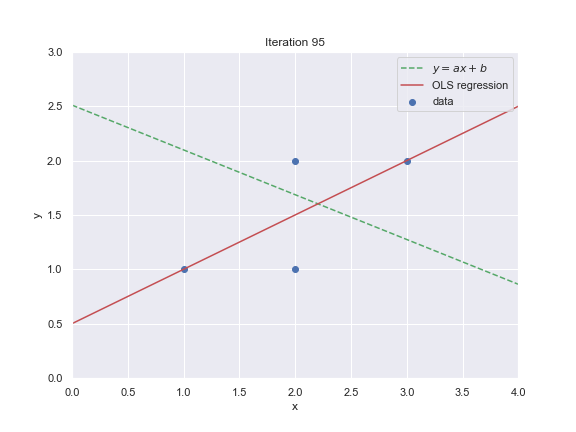 Iteration 95
3.0
2.5
2.0
1.5
1.0
0.5
0.0
y
y = ax + b
OLS regression
data
0.0 0.5 1.0 1.5 2.0 2.5 3.0 3.5 4.0
x